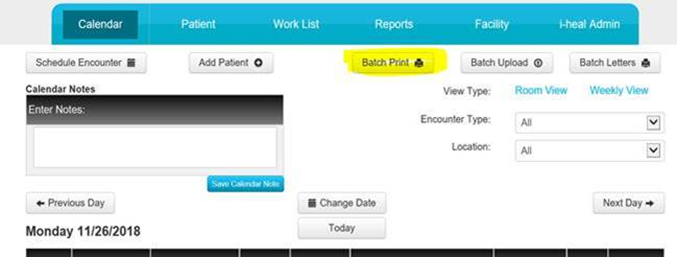 Calendar Patient Work List Reports Facility i-heal Admin
Schedule Encounter Add Patient Batch Print Batch Upload Batch Letters
Calendar Notes
View Type: Room View Weekly View
Enter Notes:
Encounter Type: All
Location: All
Save Calendar Note
Previous Day Change Date Next Day
Monday 11/26/2018 Today